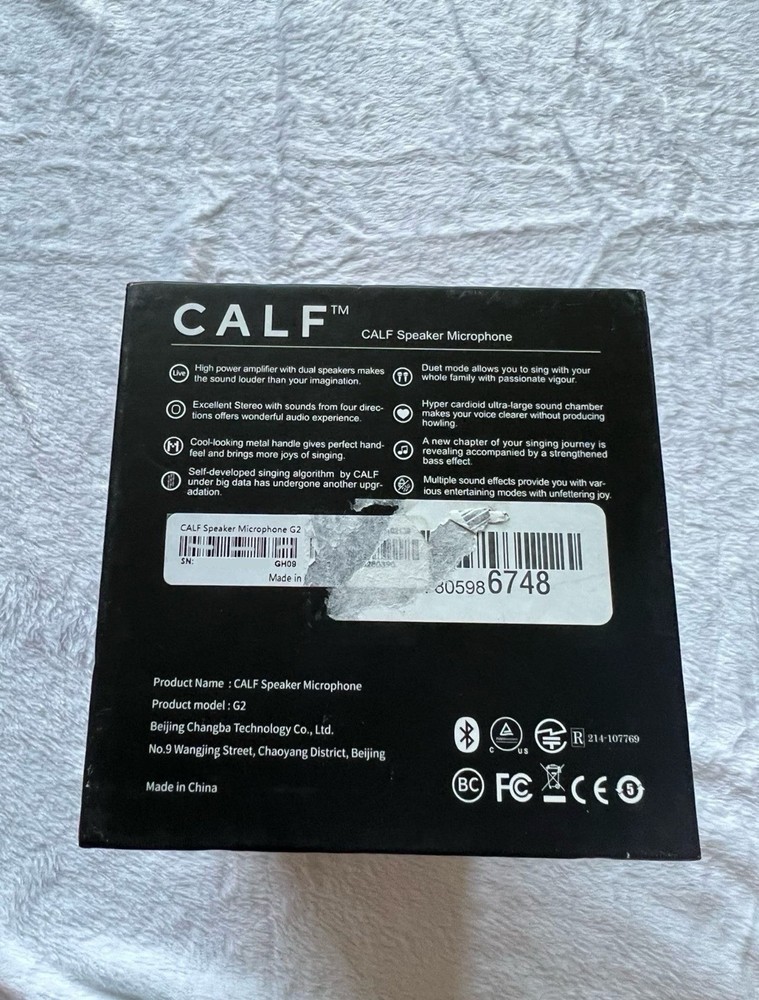 CALF™
CALF Speaker Microphone
Live
High power amplifier with dual speakers makes
the sound louder than your imagination.
Excellent Stereo with sounds from four direc-
tions offers wonderful audio experience.
Cool-looking metal handle gives perfect hand-
feel and brings more joys of singing.
Self-developed singing algorithm by CALF
under big data has undergone another upgr-
adation.
Duet mode allows you to sing with your
whole family with passionate vigour.
Hyper cardioid ultra-large sound chamber
makes your voice clearer without producing
howling.
A new chapter of your singing journey is
revealing accompanied by a strengthened
bass effect.
Multiple sound effects provide you with var-
ious entertaining modes with unfettering joy.
CALF Speaker Microphone G2
SN: GH09
Made in
805986748
Product Name : CALF Speaker Microphone
Product model : G2
Beijing Changba Technology Co., Ltd.
No.9 Wangjing Street, Chaoyang District, Beijing
Made in China
C US
R 214-107769
BC FC CE 5